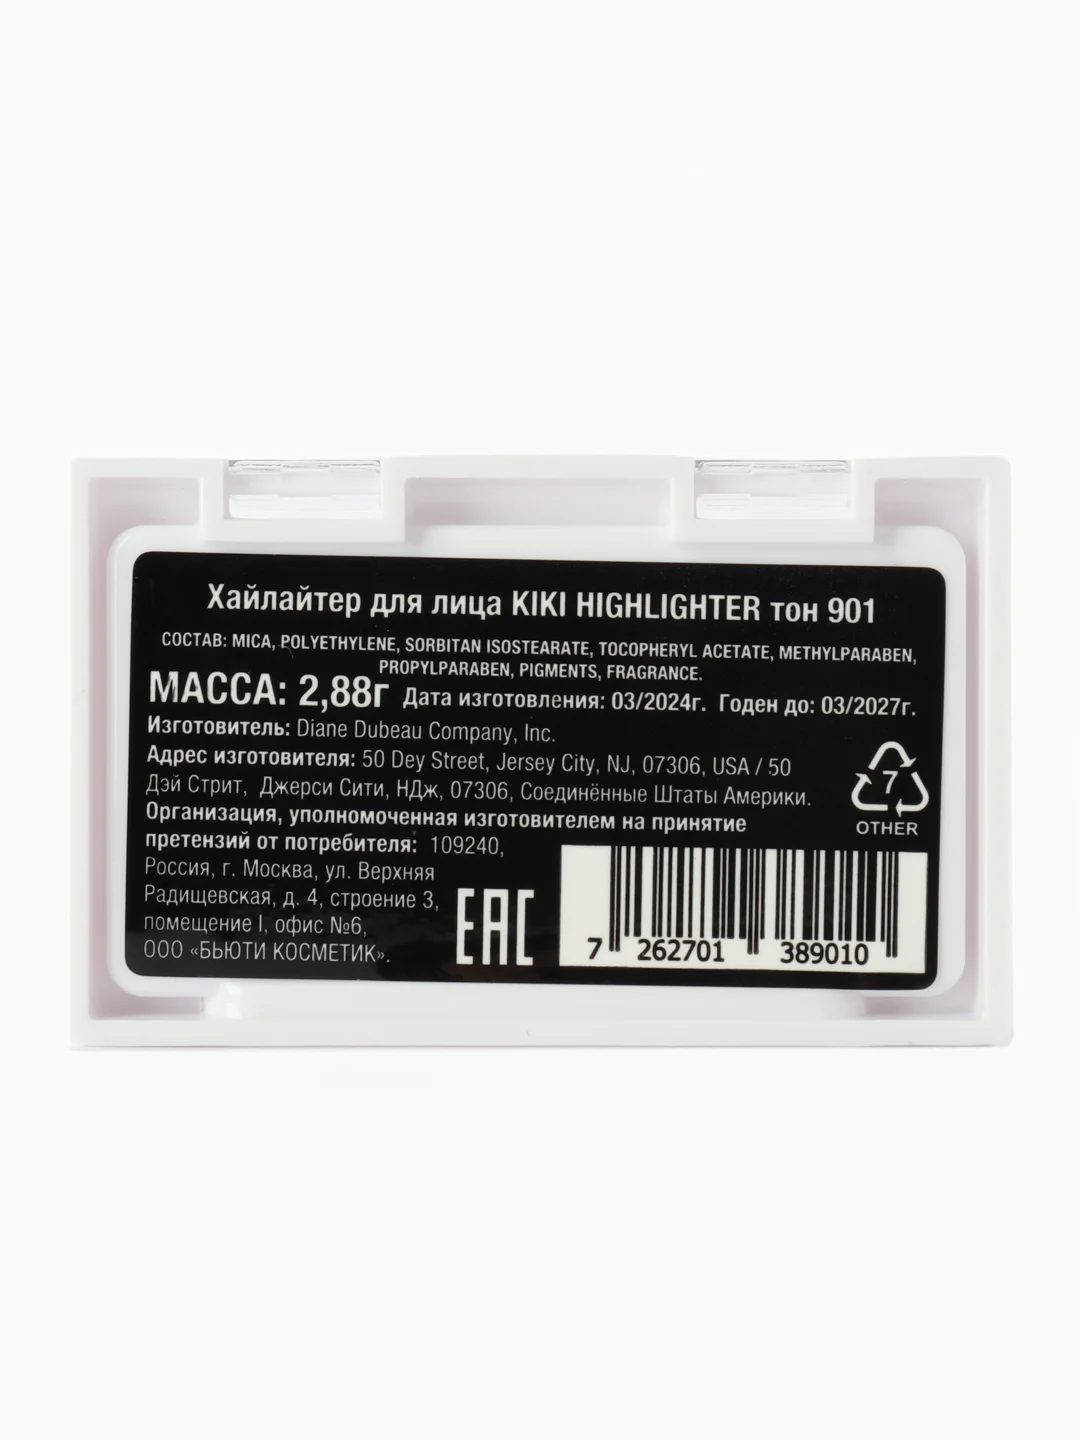 Хайлайтер для лица KIKI HIGHLIGHTER тон 901
СОСТАВ: MICA, POLYETHYLENE, SORBITAN ISOSTEARATE, TOCOPHERYL ACETATE, METHYLPARABEN,
PROPYLPARABEN, PIGMENTS, FRAGRANCE.
МАССА: 2,88г Дата изготовления: 03/2024г. Годен до: 03/2027г.
Изготовитель: Diane Dubeau Company, Inc.
Адрес изготовителя: 50 Dey Street, Jersey City, NJ, 07306, USA / 50
Дэй Стрит, Джерси Сити, НДж, 07306, Соединённые Штаты Америки.
Организация, уполномоченная изготовителем на принятие
претензий от потребителя: 109240,
Россия, г. Москва, ул. Верхняя
Радищевская, д. 4, строение 3,
помещение I, офис №6,
ООО «БЬЮТИ КОСМЕТИК».
EAC
7
OTHER
7 262701 389010